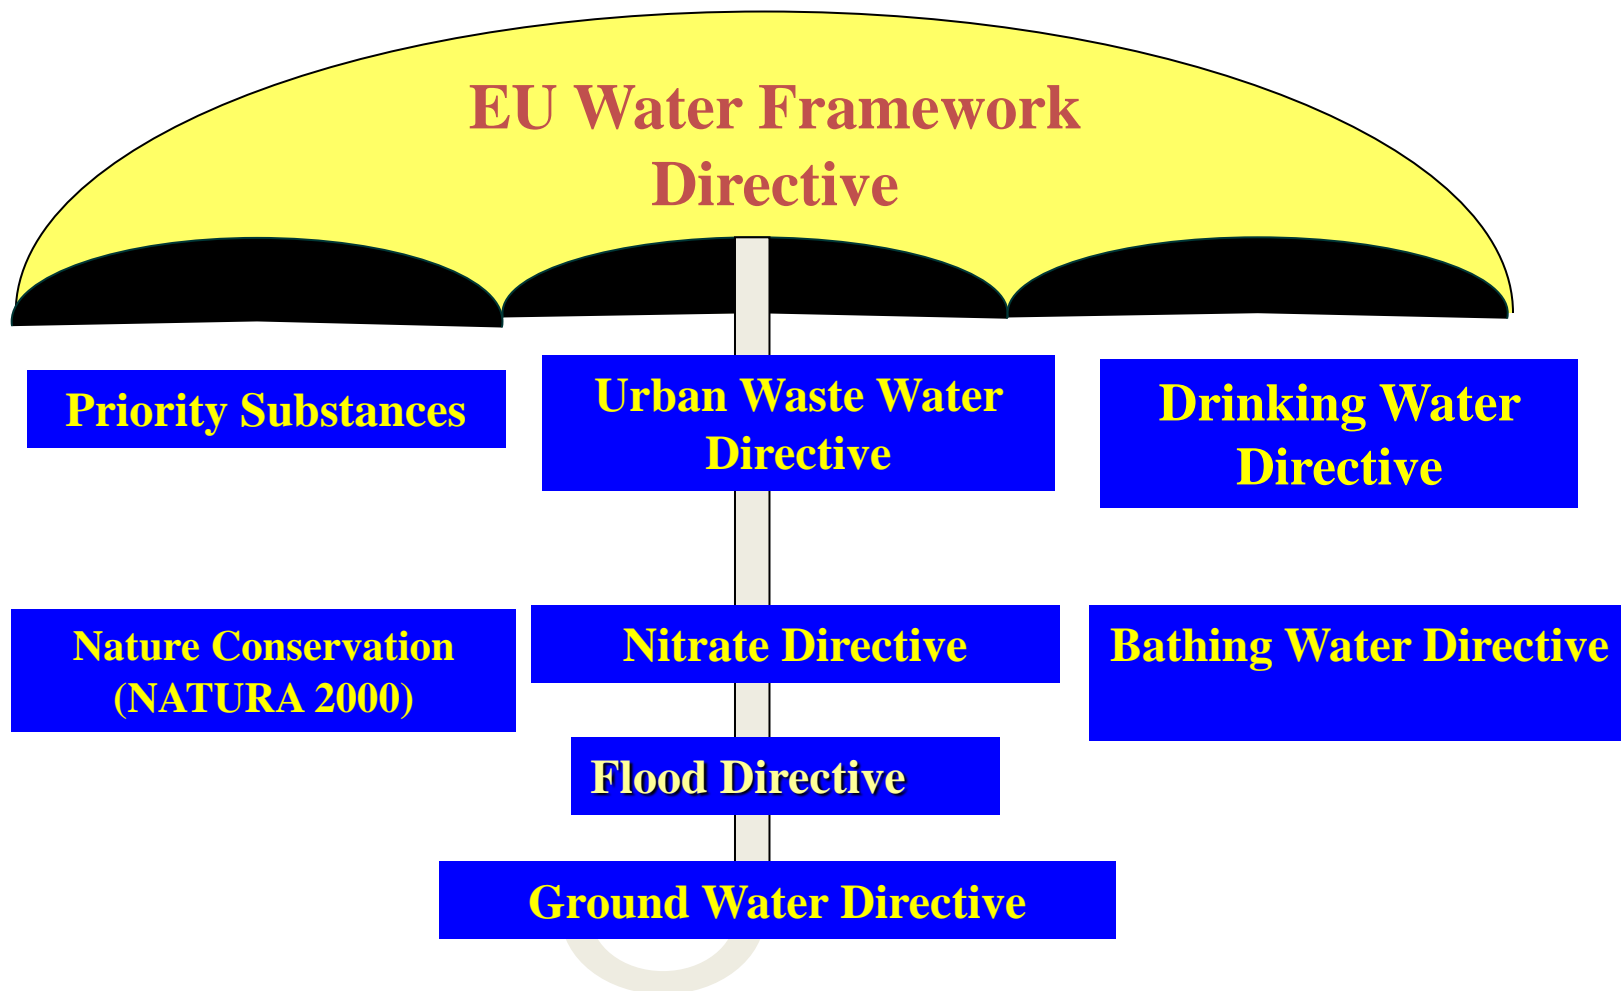 EU Water Framework
Directive
Priority Substances
Urban Waste Water
Directive
Drinking Water
Directive
Nature Conservation
(NATURA 2000)
Nitrate Directive
Bathing Water Directive
Flood Directive
Ground Water Directive